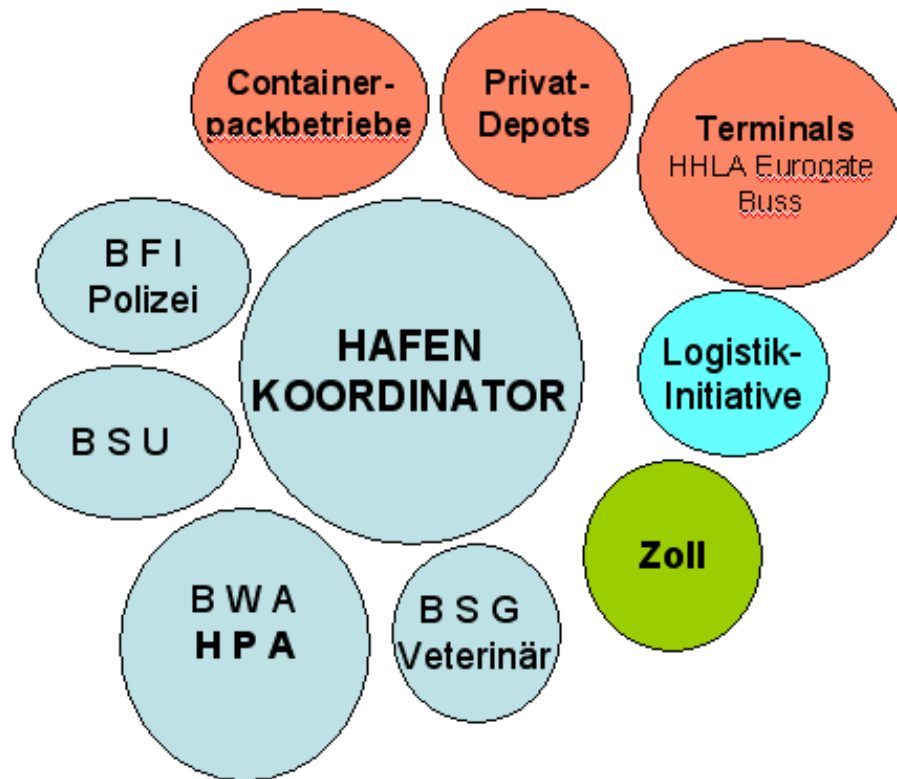 Container-
packbetriebe
Privat-
Depots
Terminals
HHLA Eurogate
Buss
B F I
Polizei
HAFEN
KOORDINATOR
Logistik-
Initiative
B S U
Zoll
B W A
H P A
B S G
Veterinär